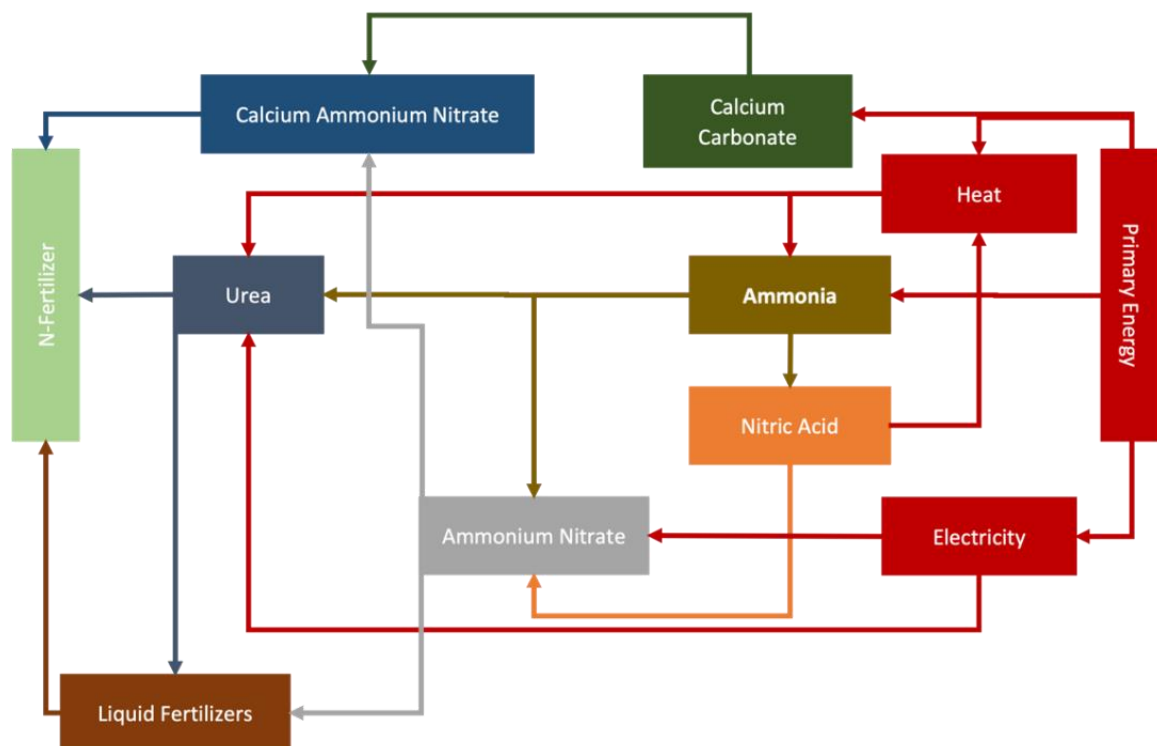 Calcium Ammonium Nitrate
Calcium
Carbonate
Heat
Primary Energy
N-Fertilizer
Urea
Ammonia
Nitric Acid
Ammonium Nitrate
Electricity
Liquid Fertilizers